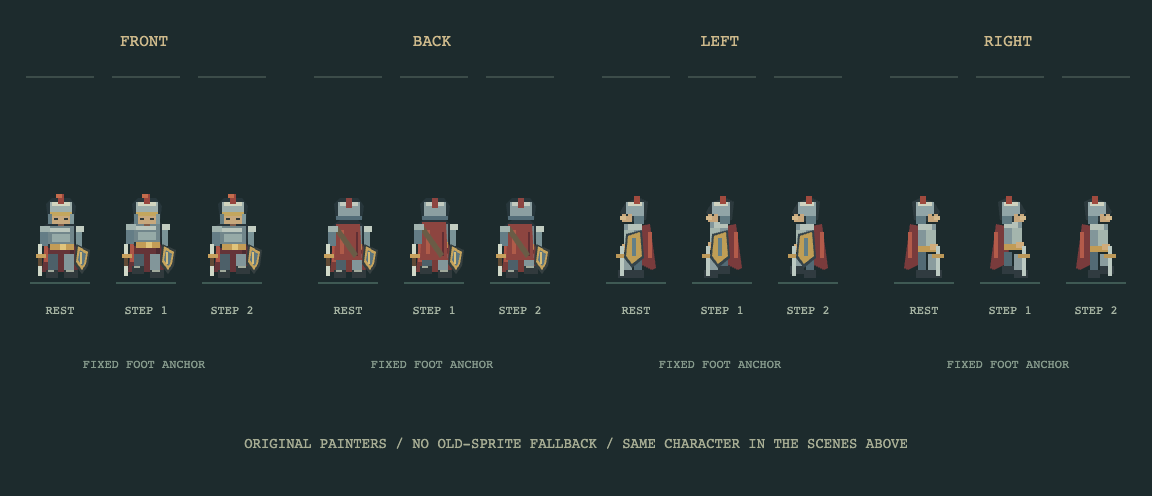 FRONT
BACK
LEFT
RIGHT
REST
STEP 1
STEP 2
REST
STEP 1
STEP 2
REST
STEP 1
STEP 2
REST
STEP 1
STEP 2
FIXED FOOT ANCHOR
FIXED FOOT ANCHOR
FIXED FOOT ANCHOR
FIXED FOOT ANCHOR
ORIGINAL PAINTERS / NO OLD-SPRITE FALLBACK / SAME CHARACTER IN THE SCENES ABOVE